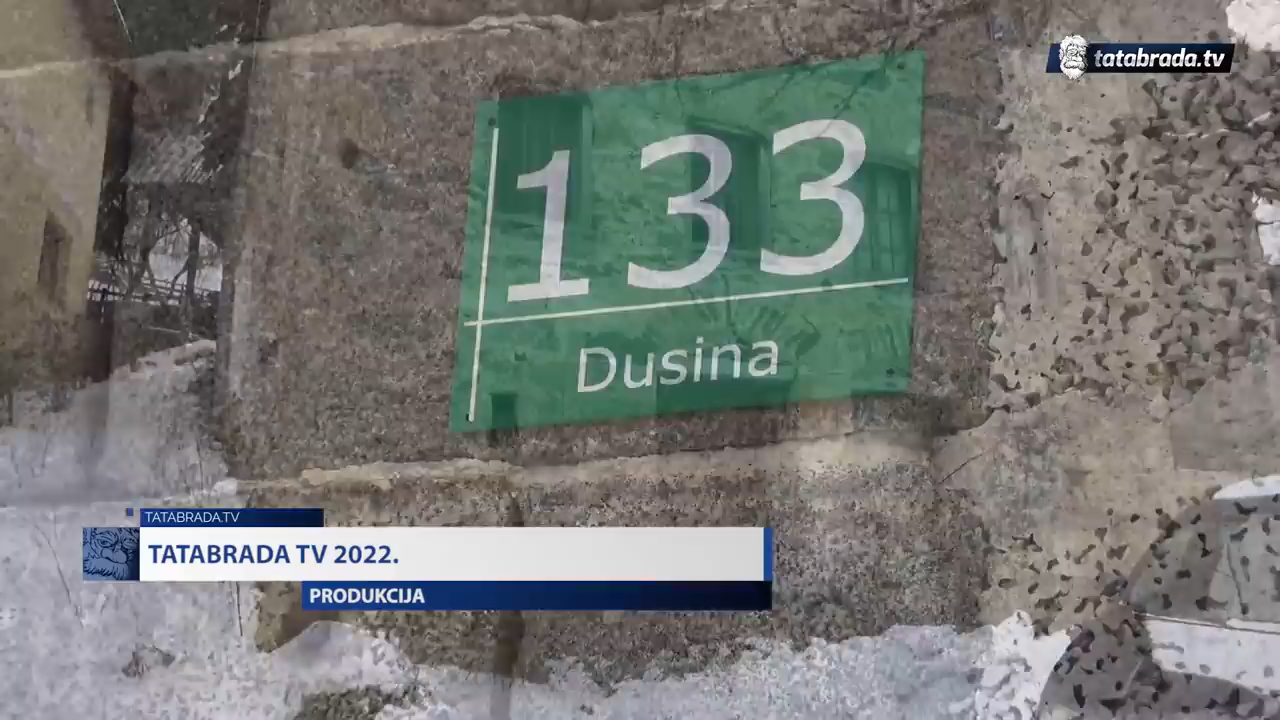 tatabrada.tv
133
Dusina
TATABRADA.TV
TATABRADA TV 2022.
PRODUKCIJA